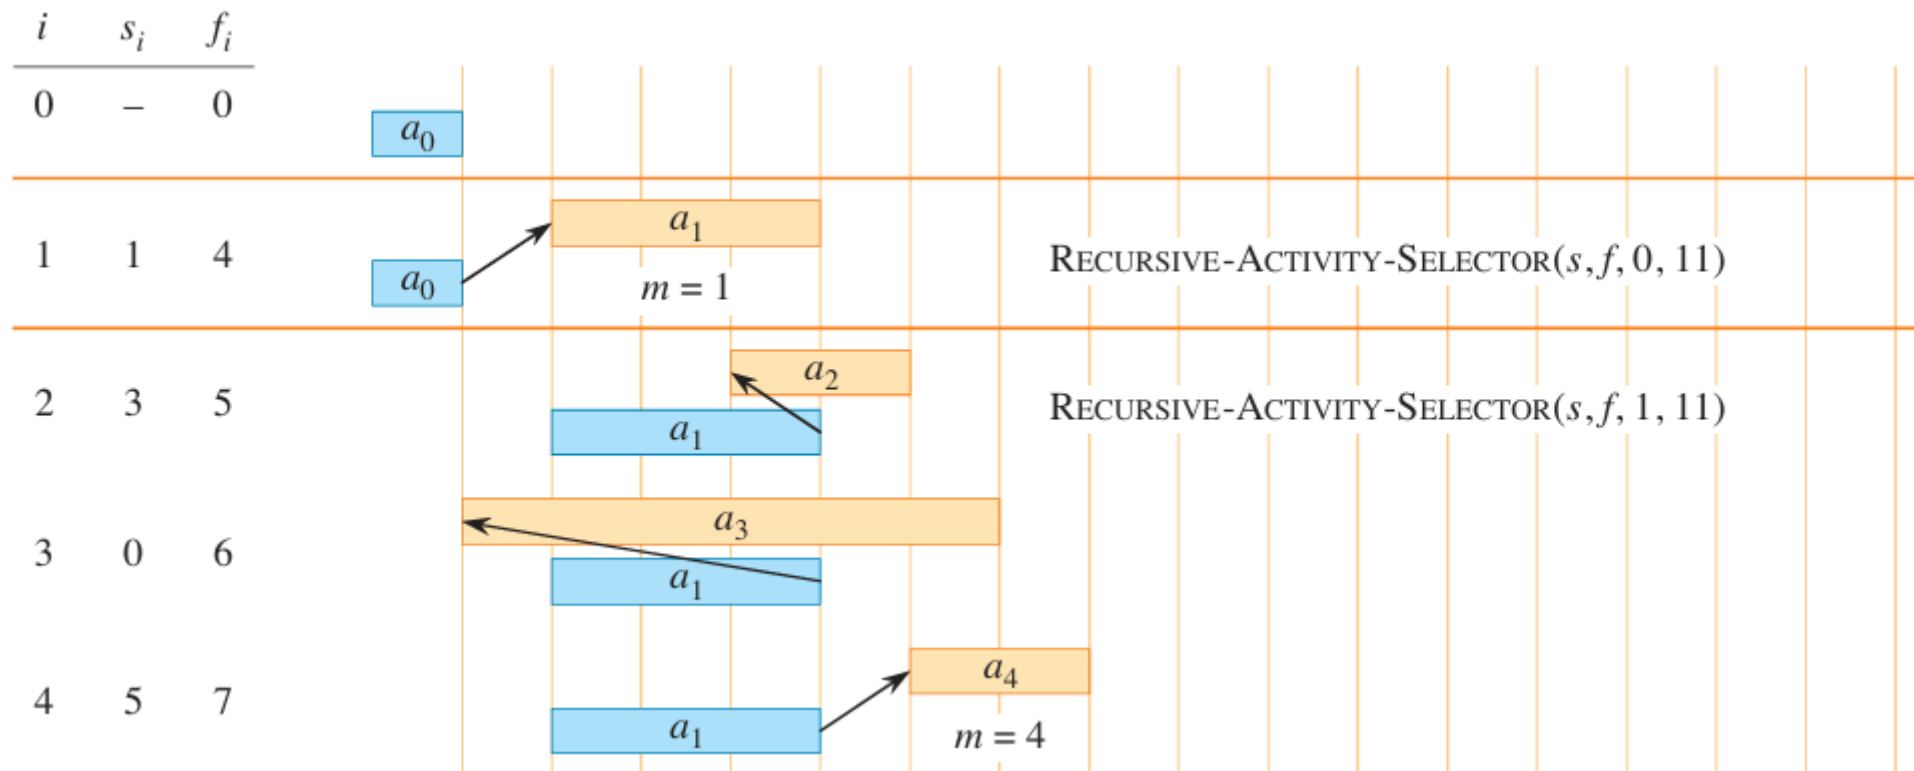 i s_i f_i
0 – 0
a_0
1 1 4
a_1
a_0
m = 1
RECURSIVE-ACTIVITY-SELECTOR(s, f, 0, 11)
2 3 5
a_2
a_1
RECURSIVE-ACTIVITY-SELECTOR(s, f, 1, 11)
3 0 6
a_3
a_1
4 5 7
a_4
a_1
m = 4